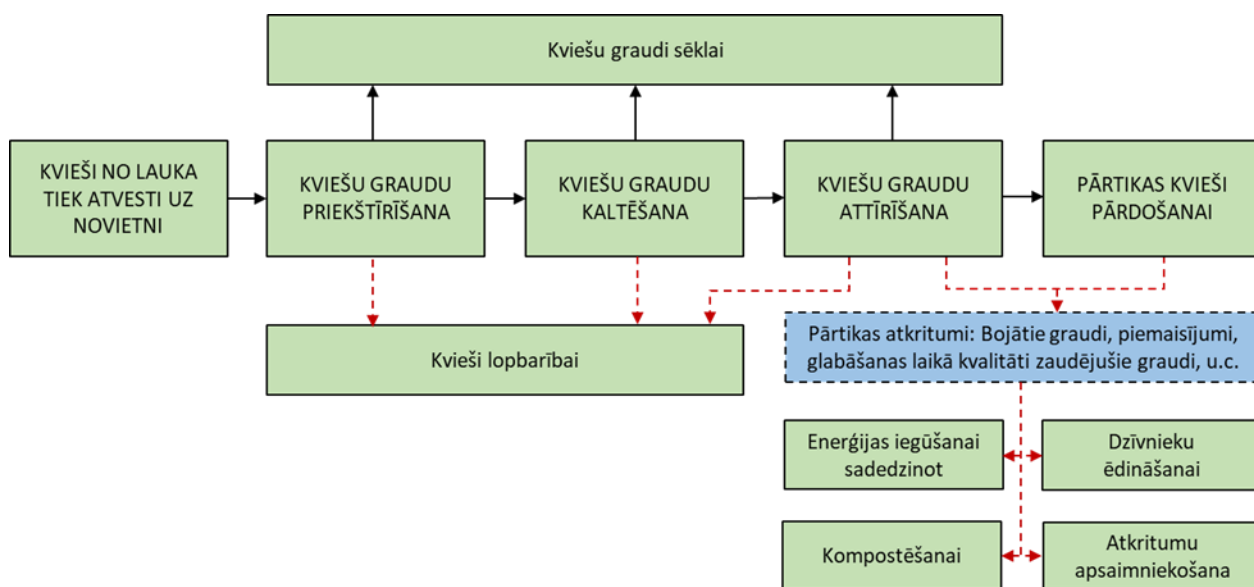 Kviešu graudi sēklai
KVIEŠI NO LAUKA
TIEK ATVESTI UZ
NOVIETNI
KVIEŠU GRAUDU
PRIEKŠTĪRĪŠANA
KVIEŠU GRAUDU
KALTĒŠANA
KVIEŠU GRAUDU
ATTĪRĪŠANA
PĀRTIKAS KVIEŠI
PĀRDOŠANAI
Kvieši lopbarībai
Pārtikas atkritumi: Bojātie graudi, piemaisījumi,
glabāšanas laikā kvalitāti zaudējušie graudi, u.c.
Enerģijas iegūšanai
sadedzinot
Dzīvnieku
ēdināšanai
Kompostēšanai
Atkritumu
apsaimniekošana